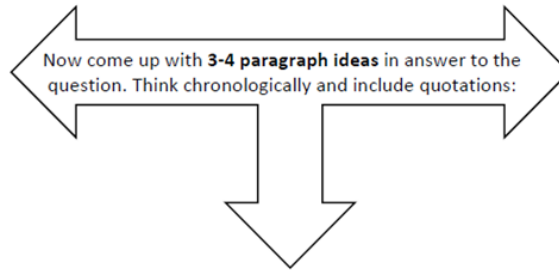 Now come up with 3-4 paragraph ideas in answer to the
question. Think chronologically and include quotations: